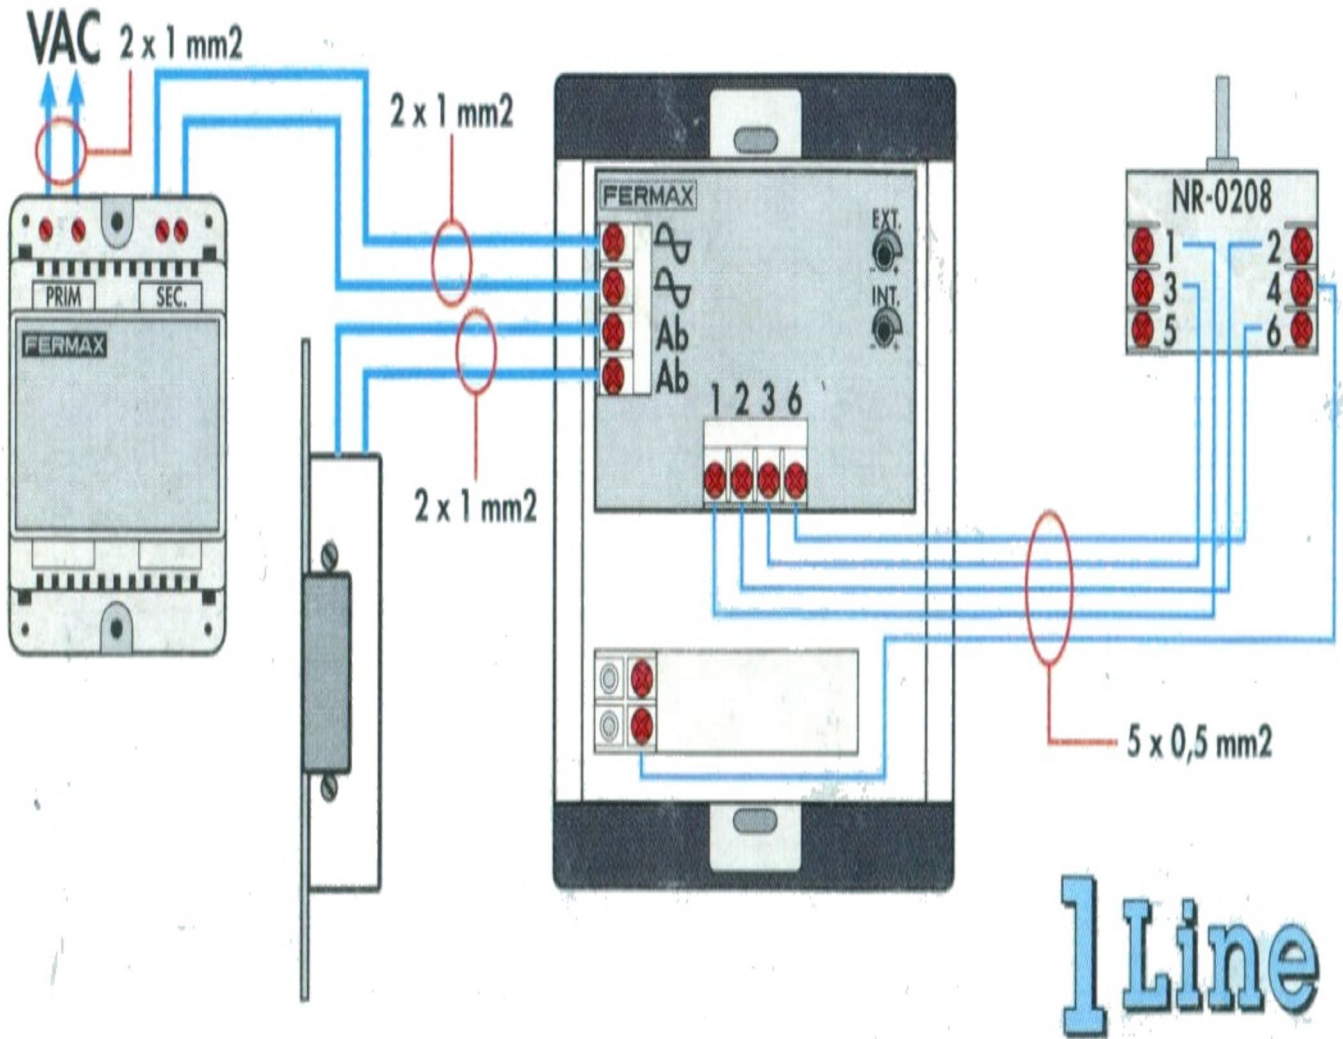 VAC 2 x 1 mm2
2 x 1 mm2
FERMAX
EXT.
- +
INT.
- +
Ab
Ab
1 2 3 6
PRIM SEC.
FERMAX
2 x 1 mm2
NR-0208
1 2
3 4
5 6
5 x 0,5 mm2
1 Line